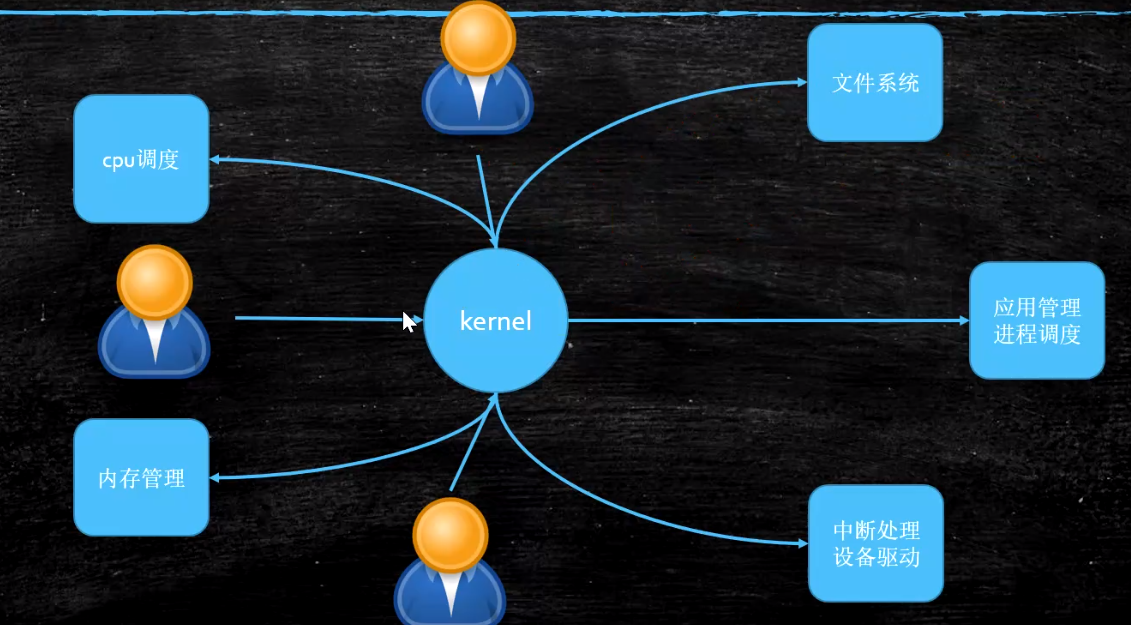 文件系统
cpu调度
kernel
应用管理
进程调度
内存管理
中断处理
设备驱动